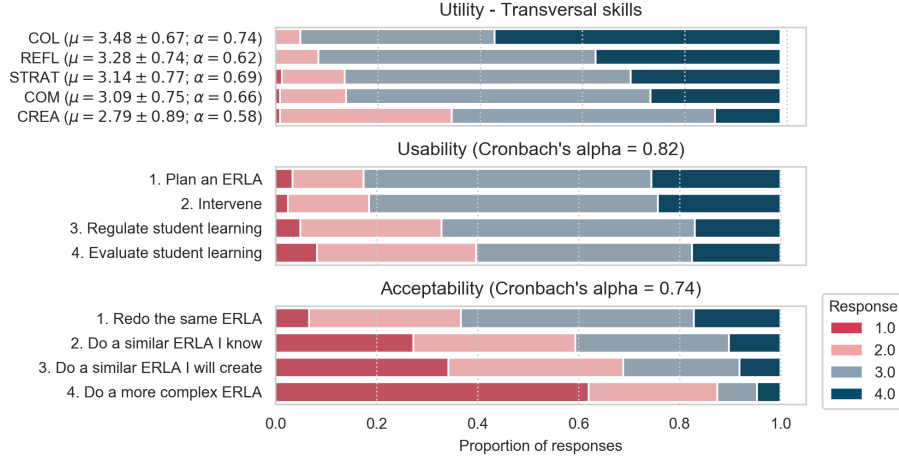 Utility - Transversal skills
COL (μ = 3.48 ± 0.67; α = 0.74)
REFL (μ = 3.28 ± 0.74; α = 0.62)
STRAT (μ = 3.14 ± 0.77; α = 0.69)
COM (μ = 3.09 ± 0.75; α = 0.66)
CREA (μ = 2.79 ± 0.89; α = 0.58)
Usability (Cronbach's alpha = 0.82)
1. Plan an ERLA
2. Intervene
3. Regulate student learning
4. Evaluate student learning
Acceptability (Cronbach's alpha = 0.74)
1. Redo the same ERLA
2. Do a similar ERLA I know
3. Do a similar ERLA I will create
4. Do a more complex ERLA
0.0 0.2 0.4 0.6 0.8 1.0
Proportion of responses
Response
1.0
2.0
3.0
4.0